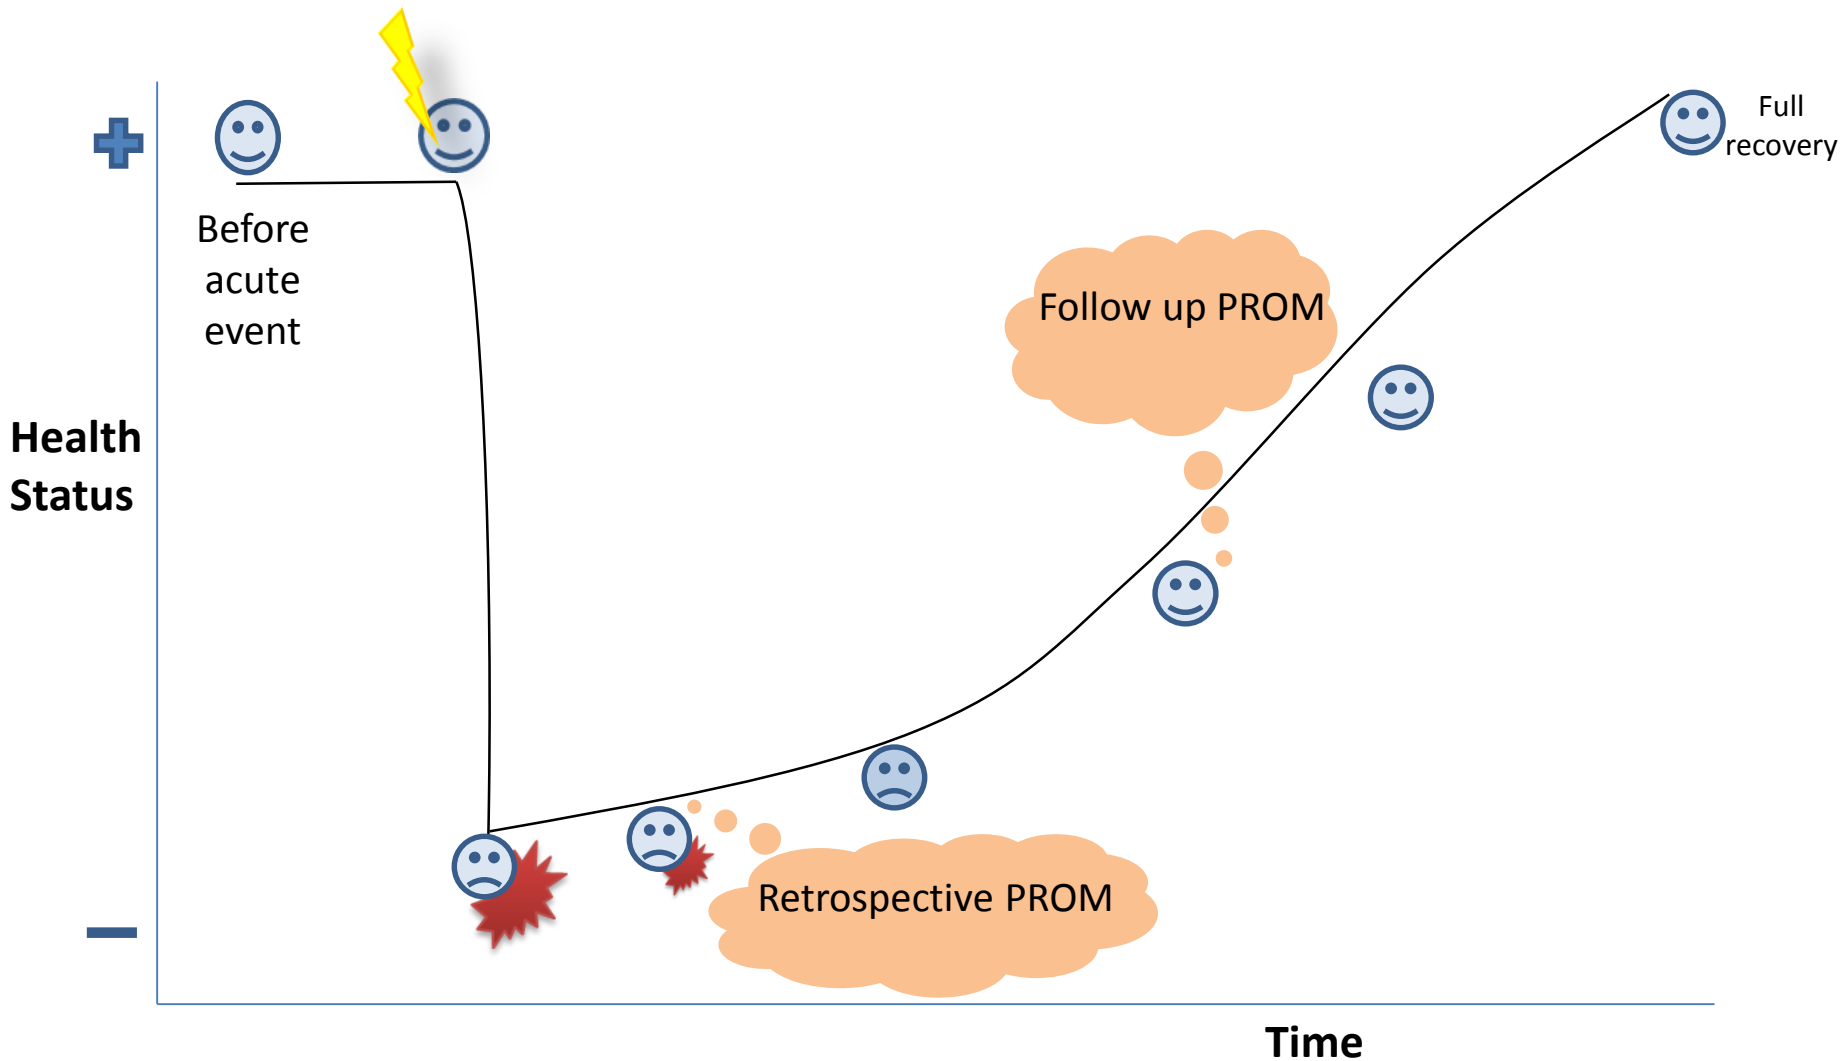 Full
recovery
Before
acute
event
Follow up PROM
Health
Status
Retrospective PROM
Time